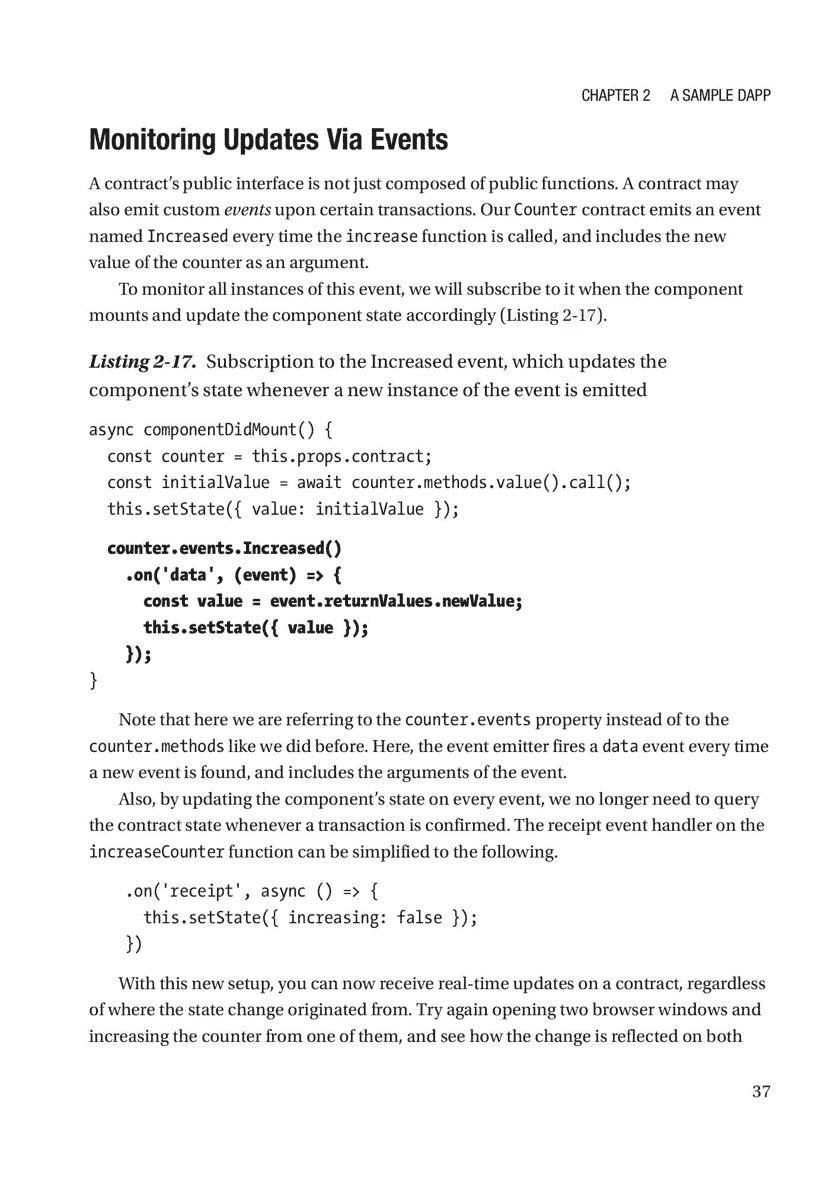 CHAPTER 2 A SAMPLE DAPP
Monitoring Updates Via Events
A contract’s public interface is not just composed of public functions. A contract may
also emit custom events upon certain transactions. Our Counter contract emits an event
named Increased every time the increase function is called, and includes the new
value of the counter as an argument.
To monitor all instances of this event, we will subscribe to it when the component
mounts and update the component state accordingly (Listing 2-17).
Listing 2-17. Subscription to the Increased event, which updates the
component’s state whenever a new instance of the event is emitted
async componentDidMount() {
  const counter = this.props.contract;
  const initialValue = await counter.methods.value().call();
  this.setState({ value: initialValue });
  counter.events.Increased()
    .on('data', (event) => {
      const value = event.returnValues.newValue;
      this.setState({ value });
    });
}
Note that here we are referring to the counter.events property instead of to the
counter.methods like we did before. Here, the event emitter fires a data event every time
a new event is found, and includes the arguments of the event.
Also, by updating the component’s state on every event, we no longer need to query
the contract state whenever a transaction is confirmed. The receipt event handler on the
increaseCounter function can be simplified to the following.
    .on('receipt', async () => {
      this.setState({ increasing: false });
    })
With this new setup, you can now receive real-time updates on a contract, regardless
of where the state change originated from. Try again opening two browser windows and
increasing the counter from one of them, and see how the change is reflected on both
37